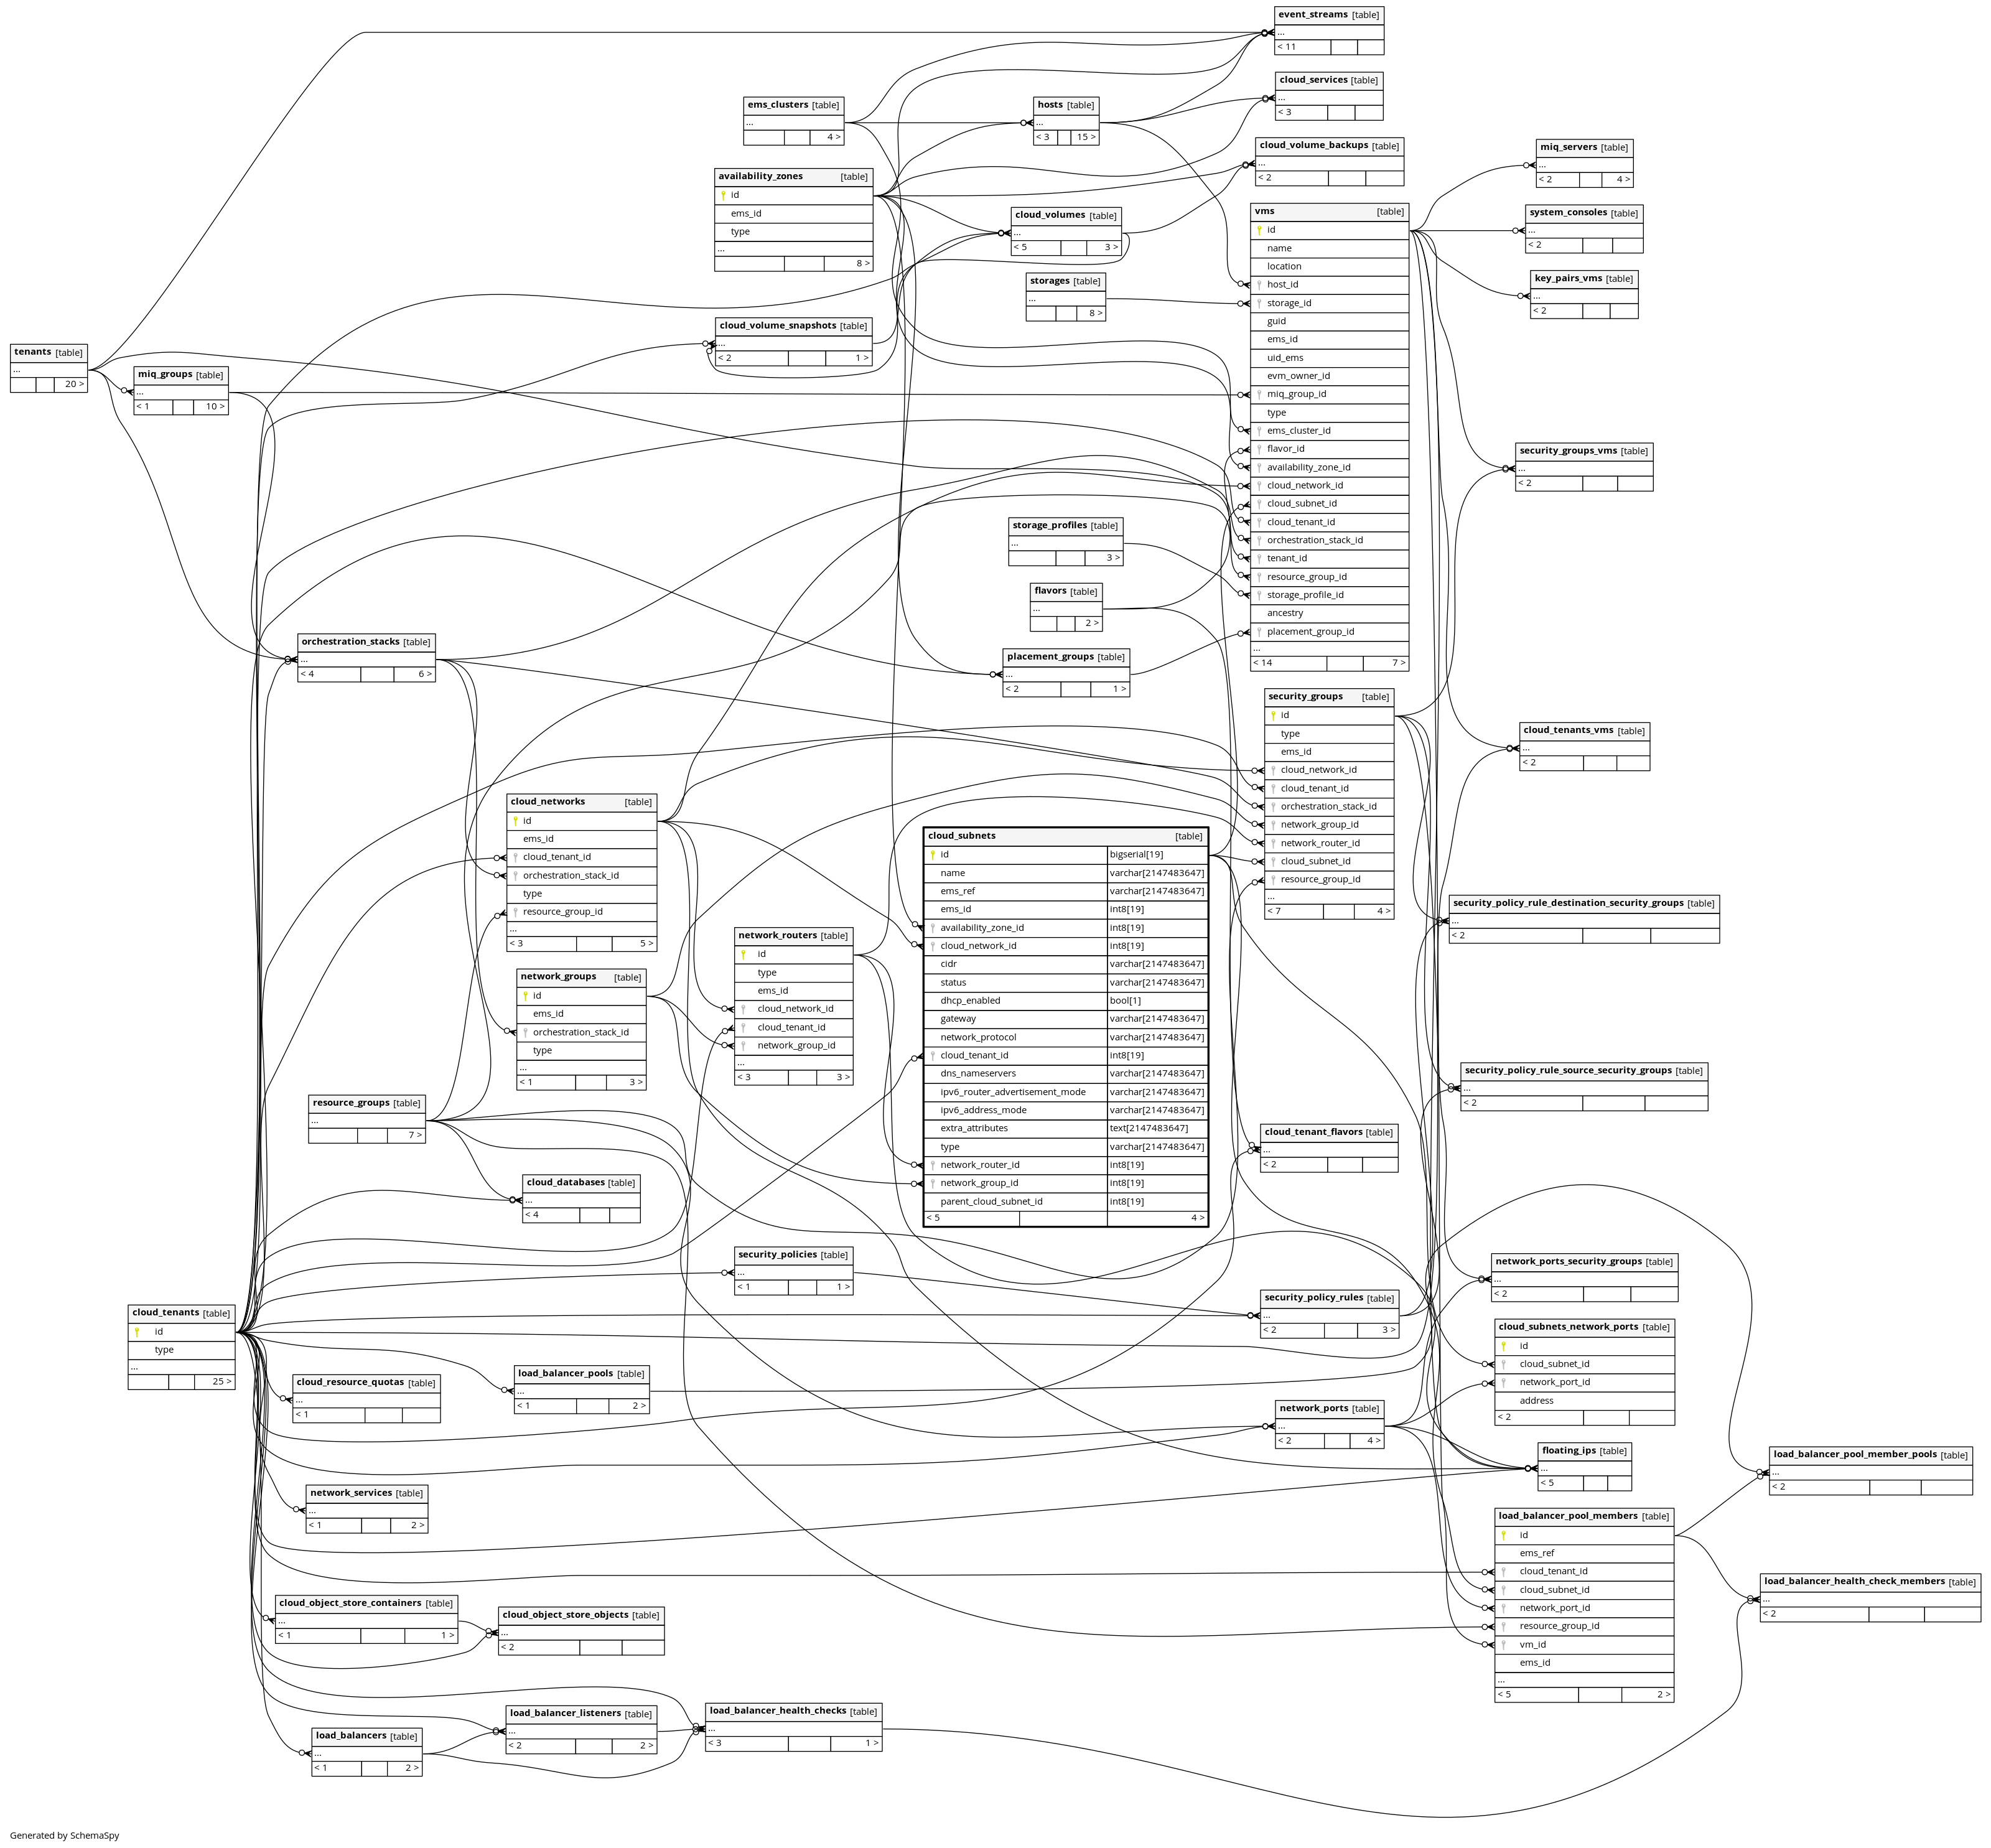 event_streams [table]
...
< 11
cloud_services [table]
...
< 3
ems_clusters [table]
...
4 >
hosts [table]
...
< 3 15 >
cloud_volume_backups [table]
...
< 2
miq_servers [table]
...
< 2 4 >
availability_zones [table]
id
ems_id
type
...
8 >
cloud_volumes [table]
...
< 5 3 >
vms [table]
id
name
location
host_id
storage_id
guid
ems_id
uid_ems
evm_owner_id
miq_group_id
type
ems_cluster_id
flavor_id
availability_zone_id
cloud_network_id
cloud_subnet_id
cloud_tenant_id
orchestration_stack_id
tenant_id
resource_group_id
storage_profile_id
ancestry
placement_group_id
...
< 14 7 >
system_consoles [table]
...
< 2
key_pairs_vms [table]
...
< 2
storages [table]
...
8 >
cloud_volume_snapshots [table]
...
< 2 1 >
tenants [table]
...
20 >
miq_groups [table]
...
< 1 10 >
security_groups_vms [table]
...
< 2
storage_profiles [table]
...
3 >
flavors [table]
...
2 >
orchestration_stacks [table]
...
< 4 6 >
placement_groups [table]
...
< 2 1 >
security_groups [table]
id
type
ems_id
cloud_network_id
cloud_tenant_id
orchestration_stack_id
network_group_id
network_router_id
cloud_subnet_id
resource_group_id
...
< 7 4 >
cloud_tenants_vms [table]
...
< 2
cloud_networks [table]
id
ems_id
cloud_tenant_id
orchestration_stack_id
type
resource_group_id
...
< 3 5 >
cloud_subnets [table]
id bigserial[19]
name varchar[2147483647]
ems_ref varchar[2147483647]
ems_id int8[19]
availability_zone_id int8[19]
cloud_network_id int8[19]
cidr varchar[2147483647]
status varchar[2147483647]
dhcp_enabled bool[1]
gateway varchar[2147483647]
network_protocol varchar[2147483647]
cloud_tenant_id int8[19]
dns_nameservers varchar[2147483647]
ipv6_router_advertisement_mode varchar[2147483647]
ipv6_address_mode varchar[2147483647]
extra_attributes text[2147483647]
type varchar[2147483647]
network_router_id int8[19]
network_group_id int8[19]
parent_cloud_subnet_id int8[19]
< 5 4 >
security_policy_rule_destination_security_groups [table]
...
< 2
network_routers [table]
id
type
ems_id
cloud_network_id
cloud_tenant_id
network_group_id
...
< 3 3 >
network_groups [table]
id
ems_id
orchestration_stack_id
type
...
< 1 3 >
security_policy_rule_source_security_groups [table]
...
< 2
resource_groups [table]
...
7 >
cloud_tenant_flavors [table]
...
< 2
cloud_databases [table]
...
< 4
security_policies [table]
...
< 1 1 >
network_ports_security_groups [table]
...
< 2
security_policy_rules [table]
...
< 2 3 >
cloud_tenants [table]
id
type
...
25 >
cloud_subnets_network_ports [table]
id
cloud_subnet_id
network_port_id
address
< 2
load_balancer_pools [table]
...
< 1 2 >
cloud_resource_quotas [table]
...
< 1
network_ports [table]
...
< 2 4 >
floating_ips [table]
...
< 5
load_balancer_pool_member_pools [table]
...
< 2
network_services [table]
...
< 1 2 >
load_balancer_pool_members [table]
id
ems_ref
cloud_tenant_id
cloud_subnet_id
network_port_id
resource_group_id
vm_id
ems_id
...
< 5 2 >
load_balancer_health_check_members [table]
...
< 2
cloud_object_store_containers [table]
...
< 1 1 >
cloud_object_store_objects [table]
...
< 2
load_balancer_listeners [table]
...
< 2 2 >
load_balancer_health_checks [table]
...
< 3 1 >
load_balancers [table]
...
< 1 2 >
Generated by SchemaSpy